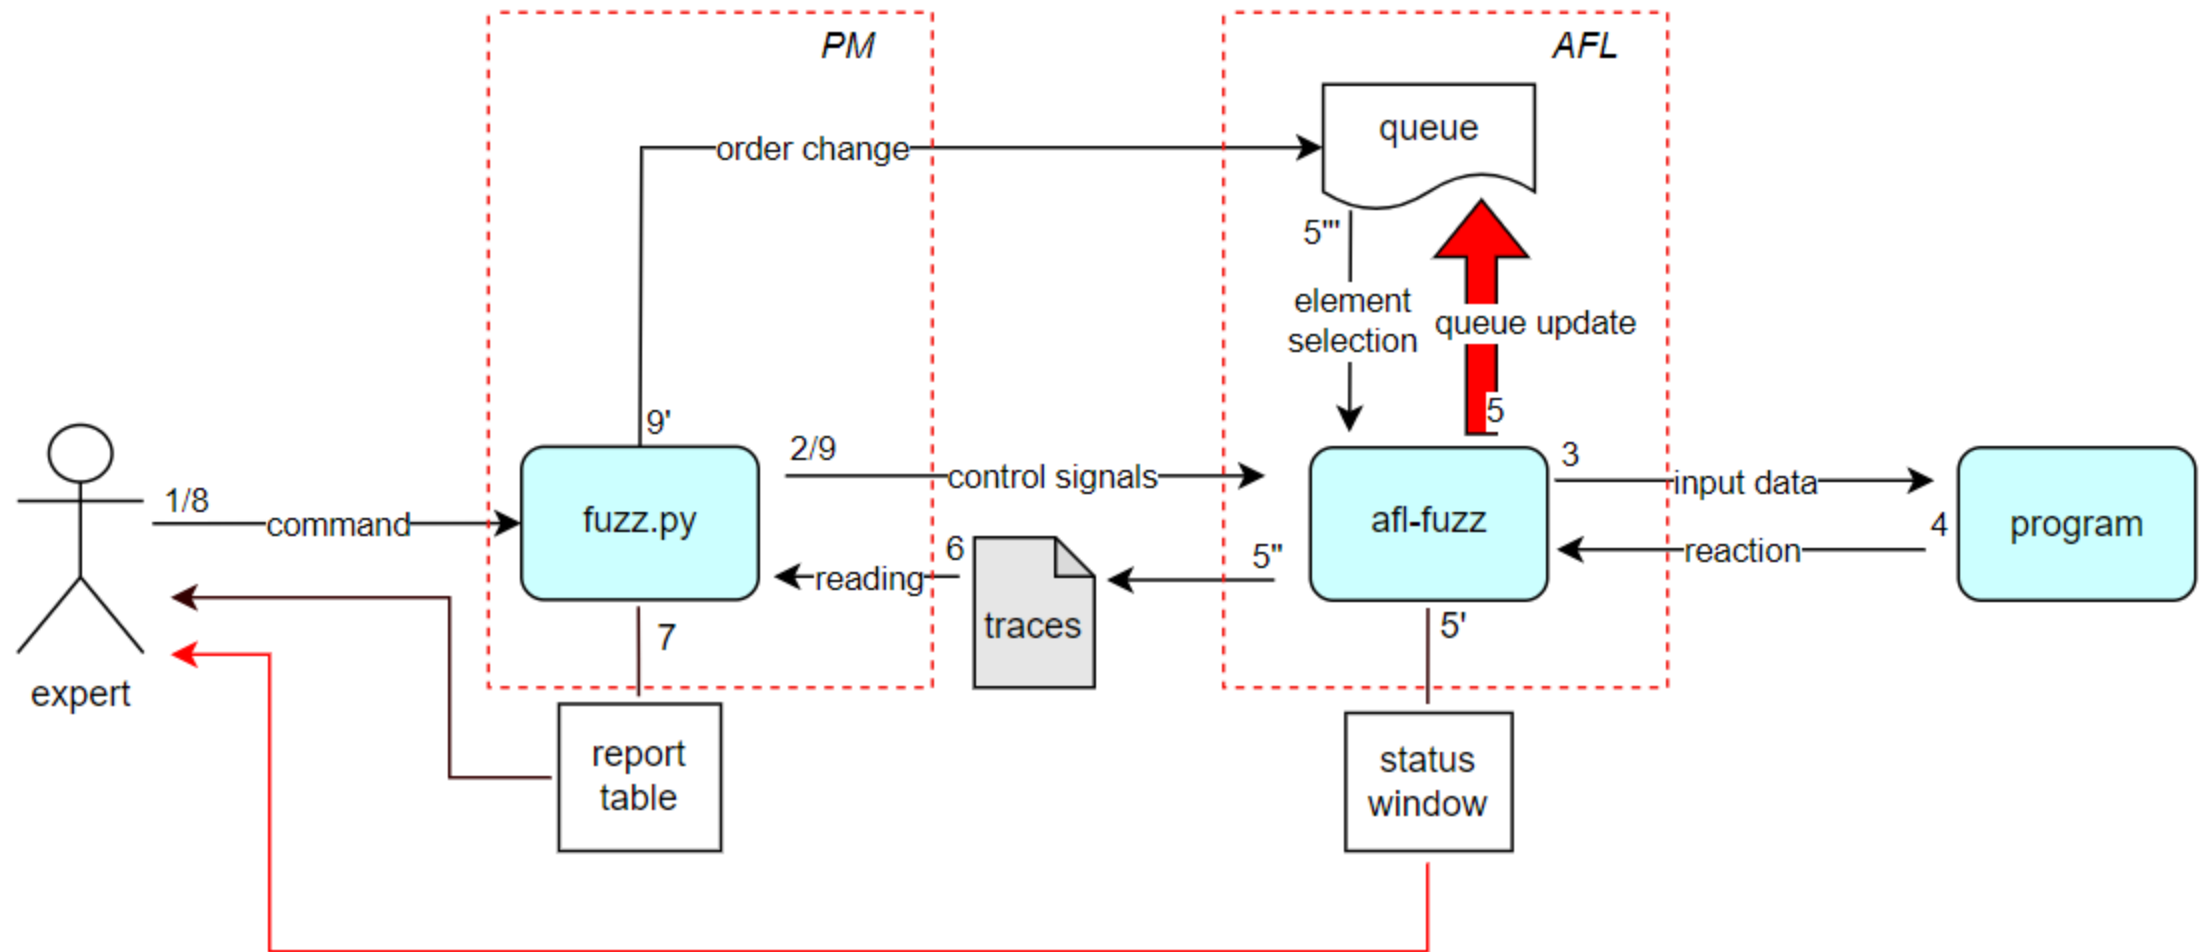 PM
AFL
queue
order change
5'''
element
selection
queue update
5
9'
2/9
control signals
3
input data
1/8
command
fuzz.py
afl-fuzz
4
program
reaction
6
reading
5''
traces
7
5'
expert
report
table
status
window